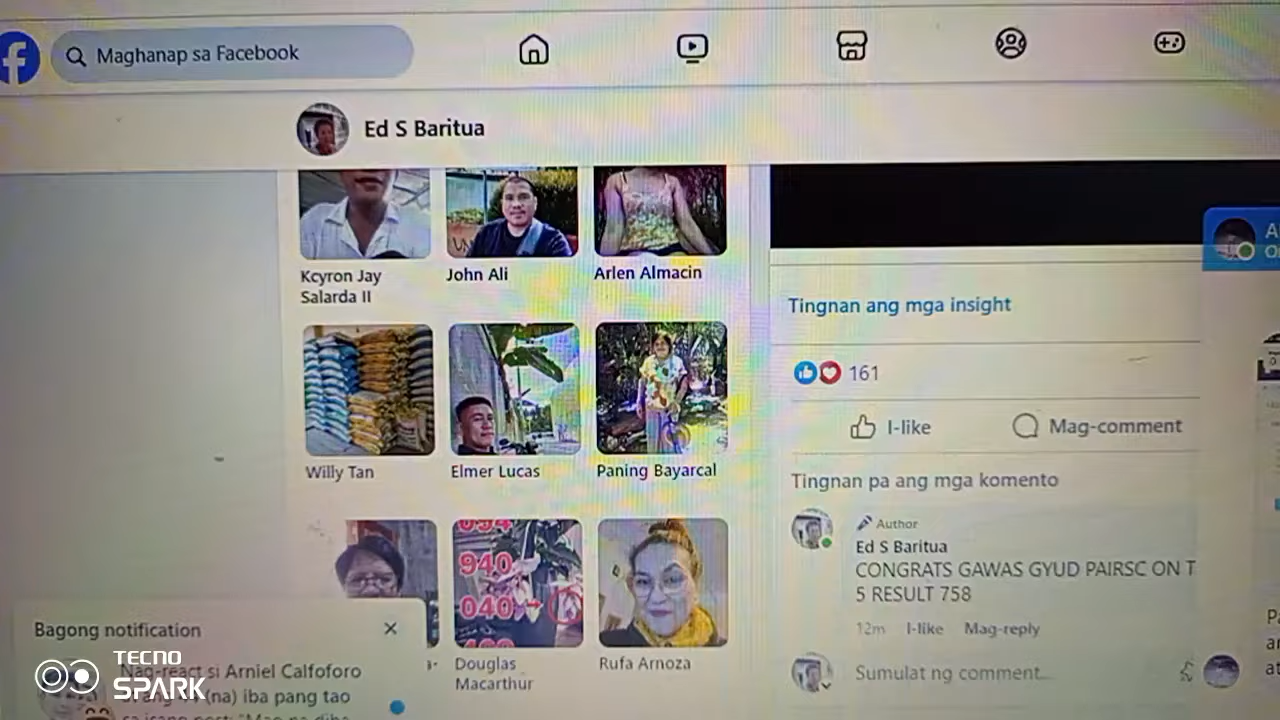 f
Maghanap sa Facebook
Ed S Baritua
Kcyron Jay
Salarda II
John Ali
Arlen Almacin
Willy Tan
Elmer Lucas
Paning Bayarcal
940
040
Douglas
Macarthur
Rufa Arnoza
Tingnan ang mga insight
161
I-like
Mag-comment
Tingnan pa ang mga komento
Author
Ed S Baritua
CONGRATS GAWAS GYUD PAIRSC ON T
5 RESULT 758
12m I-like Mag-reply
Sumulat ng comment...
Bagong notification
Nag-react si Arniel Calfoforo
(na) iba pang tao
TECNO
SPARK